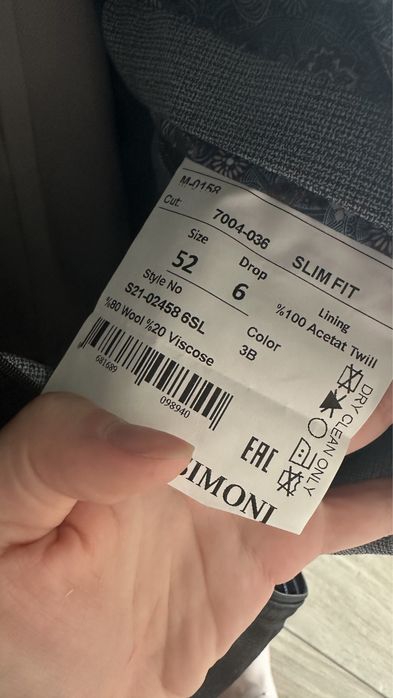 M-0158
Cut: 7004-036 SLIM FIT
Size Drop Lining
52 6 %100 Acetat Twill
Style No Color
S21-02458 6SL 3B
%80 Wool %20 Viscose
681689 098940
DRY CLEAN ONLY
EAC
SIMONI